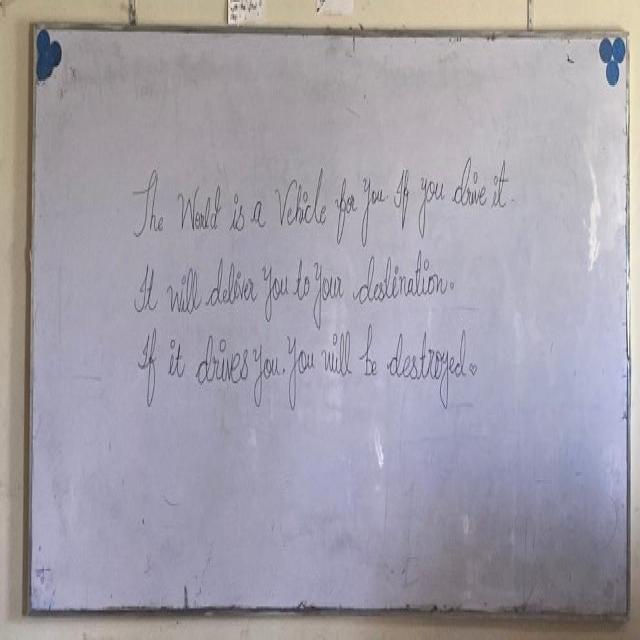 The World is a Vehicle for You. If you drive it.
It will deliver You to Your destination.
If it drives You. You will be destroyed.